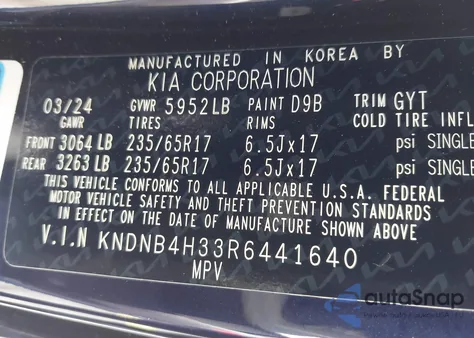 MANUFACTURED IN KOREA BY
KIA CORPORATION
03/24 GVWR 5952LB PAINT D9B TRIM GYT
GAWR TIRES RIMS COLD TIRE INFL
FRONT 3064 LB 235/65R17 6.5Jx17 psi SINGLE
REAR 3263 LB 235/65R17 6.5Jx17 psi SINGLE
THIS VEHICLE CONFORMS TO ALL APPLICABLE U.S.A. FEDERAL
MOTOR VEHICLE SAFETY AND THEFT PREVENTION STANDARDS
IN EFFECT ON THE DATE OF MANUFACTURE SHOWN ABOVE
V.I.N KNDNB4H33R6441640
MPV
autoSnap